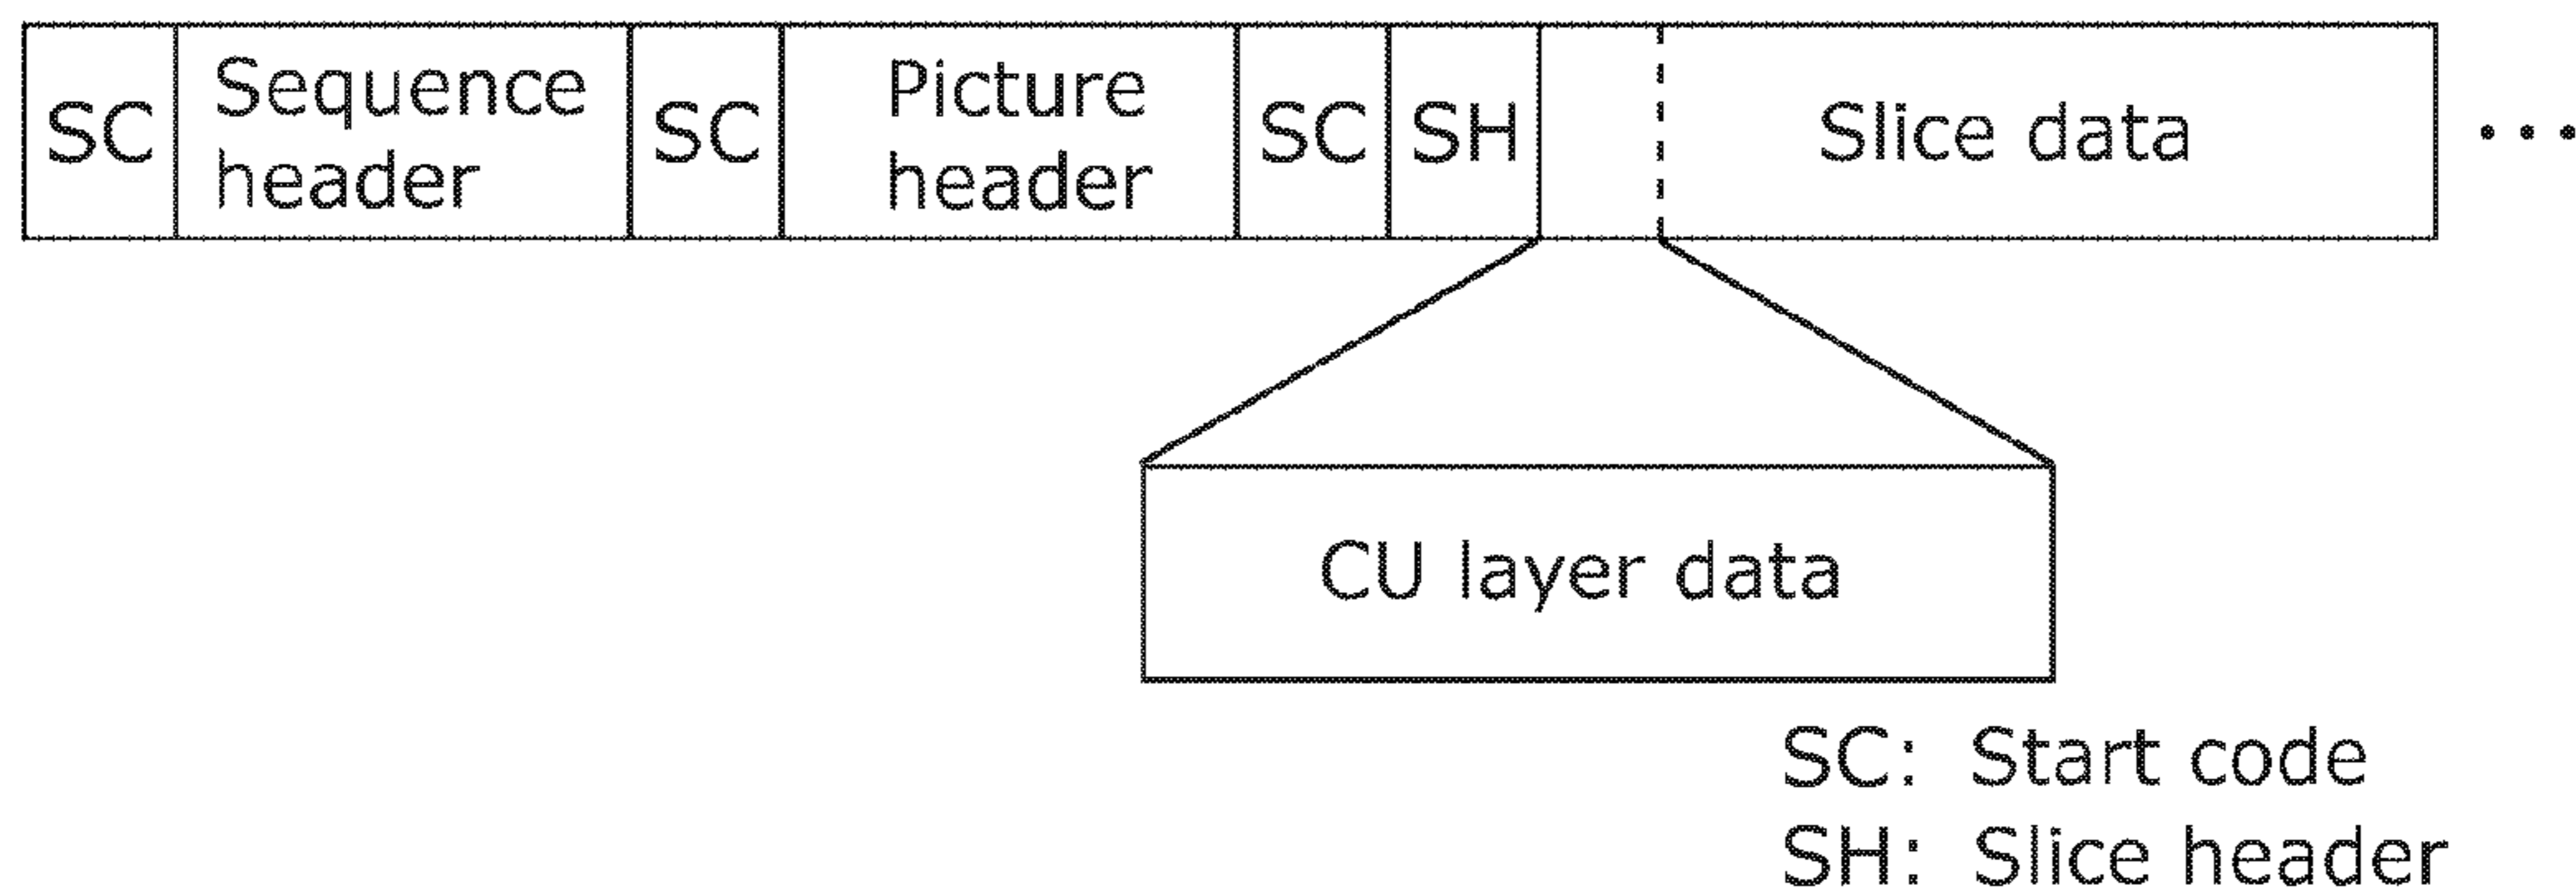 SC Sequence header SC Picture header SC SH Slice data ...
CU layer data
SC: Start code
SH: Slice header